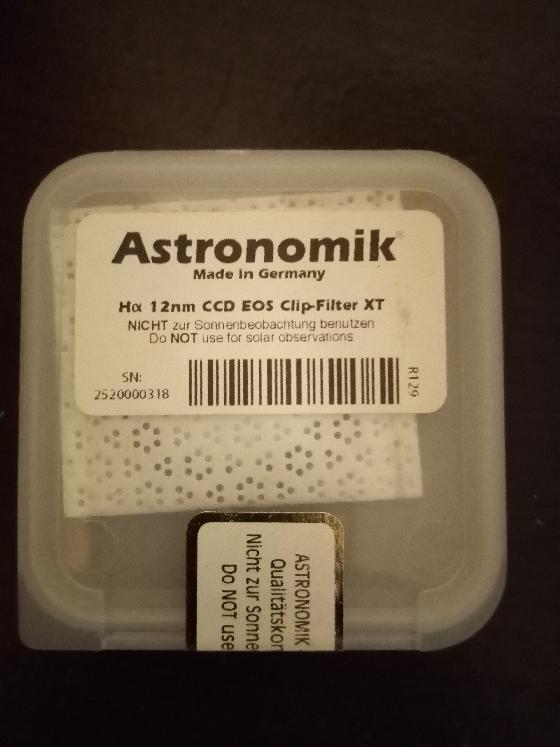 Astronomik®
Made in Germany
Hα 12nm CCD EOS Clip-Filter XT
NICHT zur Sonnenbeobachtung benutzen
Do NOT use for solar observations
SN:
2520000318
R129
ASTRONOMIK
Qualitätskon
Nicht zur Sonne
Do NOT use